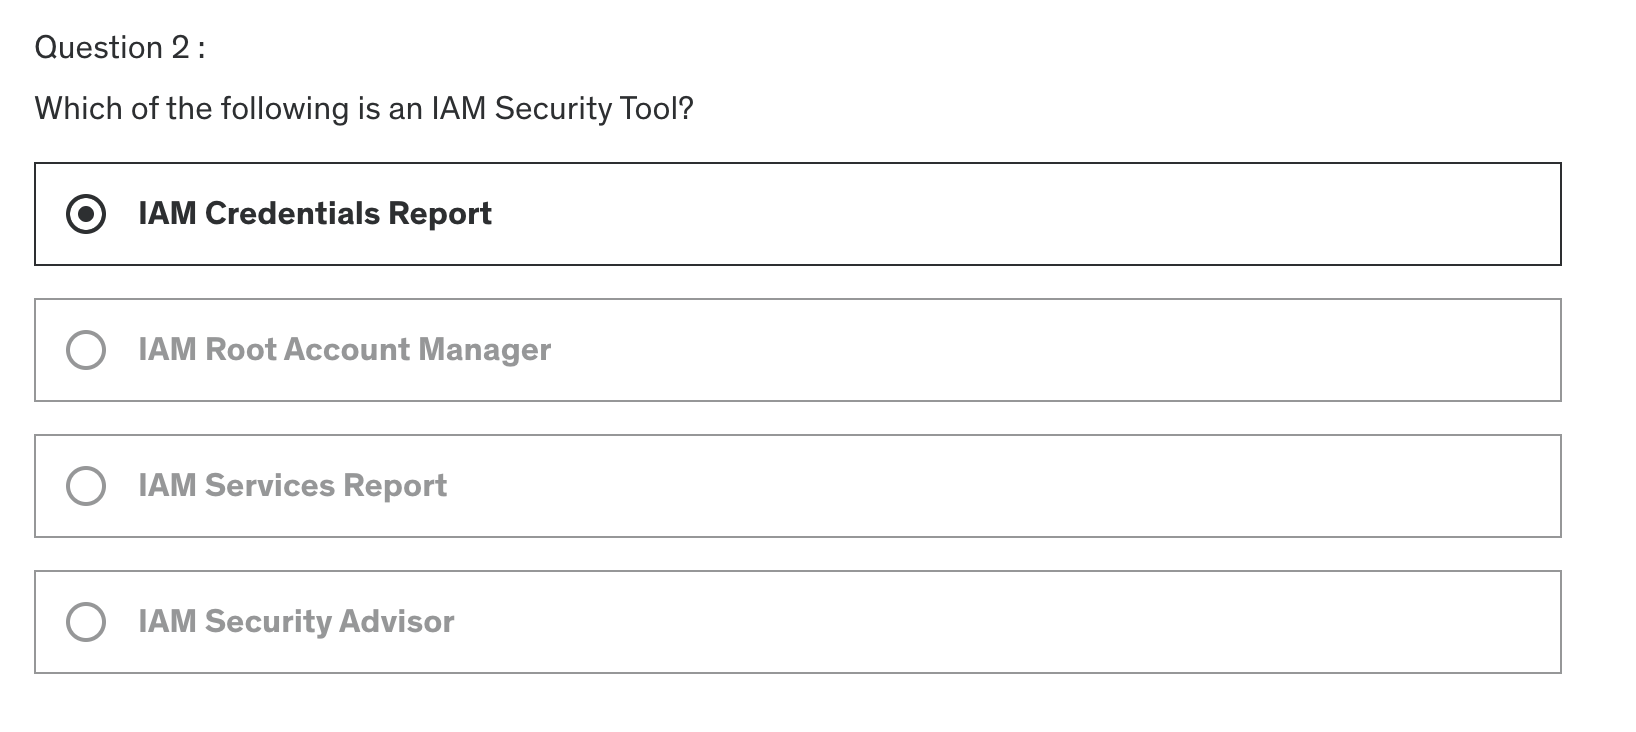 Question 2 :
Which of the following is an IAM Security Tool?
IAM Credentials Report
IAM Root Account Manager
IAM Services Report
IAM Security Advisor